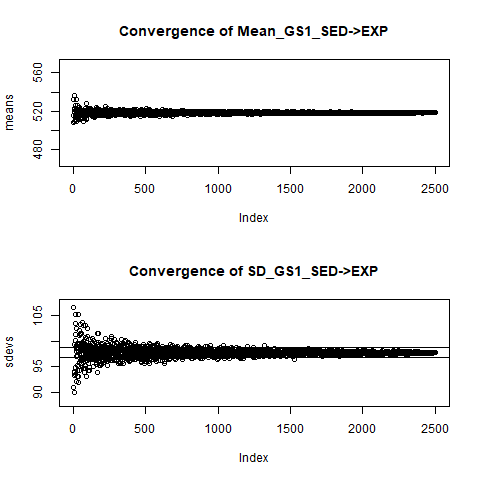 Convergence of Mean_GS1_SED->EXP
means
480 520 560
0 500 1000 1500 2000 2500
Index
Convergence of SD_GS1_SED->EXP
sdevs
90 95 105
0 500 1000 1500 2000 2500
Index